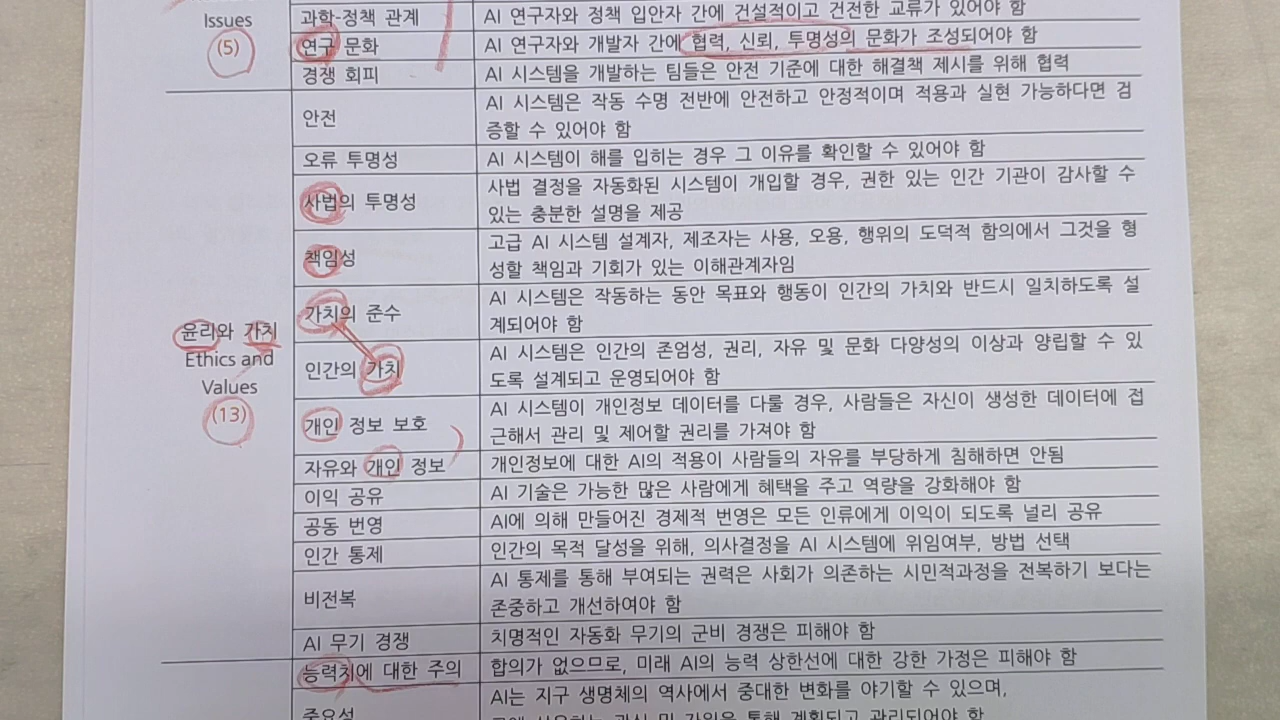 Issues
(5)
과학-정책 관계
AI 연구자와 정책 입안자 간에 건설적이고 건전한 교류가 있어야 함
연구 문화
AI 연구자와 개발자 간에 협력, 신뢰, 투명성의 문화가 조성되어야 함
경쟁 회피
AI 시스템을 개발하는 팀들은 안전 기준에 대한 해결책 제시를 위해 협력
윤리와 가치
Ethics and
Values
(13)
안전
AI 시스템은 작동 수명 전반에 안전하고 안정적이며 적용과 실현 가능하다면 검
증할 수 있어야 함
오류 투명성
AI 시스템이 해를 입히는 경우 그 이유를 확인할 수 있어야 함
사법의 투명성
사법 결정을 자동화된 시스템이 개입할 경우, 권한 있는 인간 기관이 감사할 수
있는 충분한 설명을 제공
책임성
고급 AI 시스템 설계자, 제조자는 사용, 오용, 행위의 도덕적 함의에서 그것을 형
성할 책임과 기회가 있는 이해관계자임
가치의 준수
AI 시스템은 작동하는 동안 목표와 행동이 인간의 가치와 반드시 일치하도록 설
계되어야 함
인간의 가치
AI 시스템은 인간의 존엄성, 권리, 자유 및 문화 다양성의 이상과 양립할 수 있
도록 설계되고 운영되어야 함
개인 정보 보호
AI 시스템이 개인정보 데이터를 다룰 경우, 사람들은 자신이 생성한 데이터에 접
근해서 관리 및 제어할 권리를 가져야 함
자유와 개인 정보
개인정보에 대한 AI의 적용이 사람들의 자유를 부당하게 침해하면 안됨
이익 공유
AI 기술은 가능한 많은 사람에게 혜택을 주고 역량을 강화해야 함
공동 번영
AI에 의해 만들어진 경제적 번영은 모든 인류에게 이익이 되도록 널리 공유
인간 통제
인간의 목적 달성을 위해, 의사결정을 AI 시스템에 위임여부, 방법 선택
비전복
AI 통제를 통해 부여되는 권력은 사회가 의존하는 시민적과정을 전복하기 보다는
존중하고 개선하여야 함
AI 무기 경쟁
치명적인 자동화 무기의 군비 경쟁은 피해야 함
능력치에 대한 주의
합의가 없으므로, 미래 AI의 능력 상한선에 대한 강한 가정은 피해야 함
중요성
AI는 지구 생명체의 역사에서 중대한 변화를 야기할 수 있으며,
관심 및 자원을 통해 계획되고 관리되어야 함